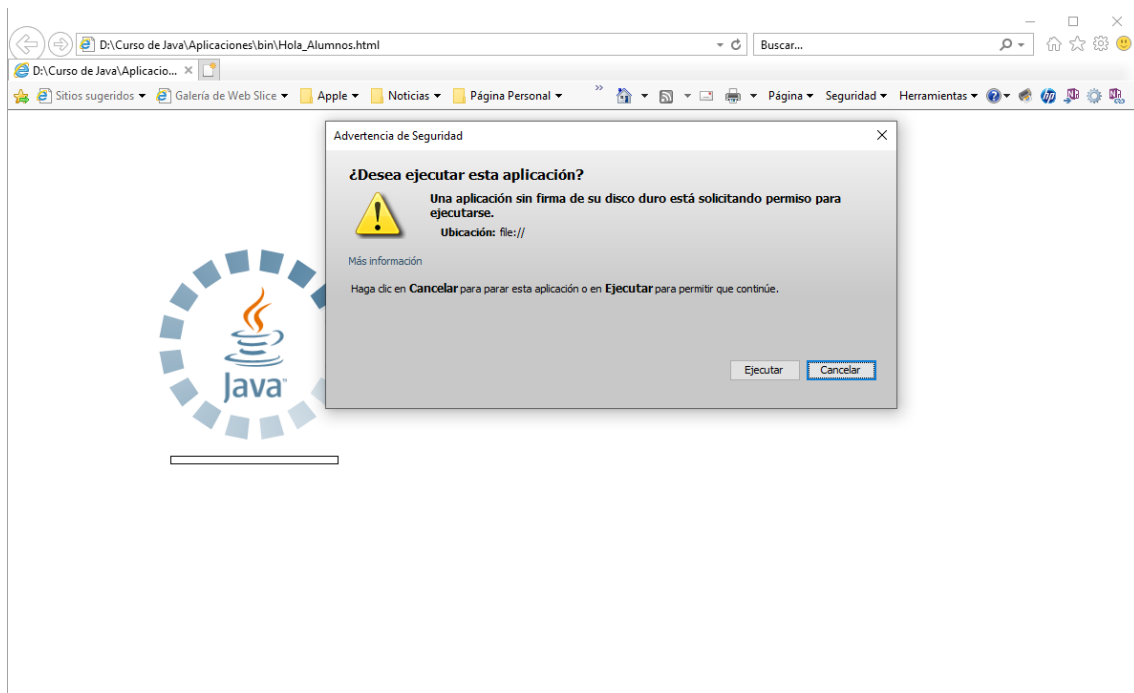 D:\Curso de Java\Aplicaciones\bin\Hola_Alumnos.html
Buscar...
D:\Curso de Java\Aplicacio...
Sitios sugeridos
Galería de Web Slice
Apple
Noticias
Página Personal
»
Página
Seguridad
Herramientas
Advertencia de Seguridad
¿Desea ejecutar esta aplicación?
Una aplicación sin firma de su disco duro está solicitando permiso para
ejecutarse.
Ubicación: file://
Más información
Haga clic en Cancelar para parar esta aplicación o en Ejecutar para permitir que continúe.
Ejecutar
Cancelar
Java